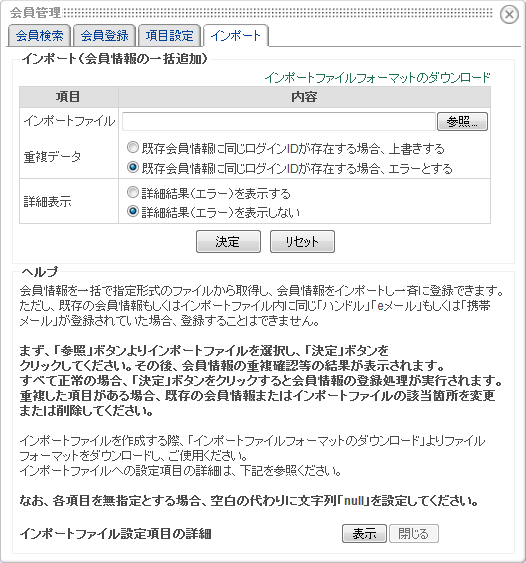 会員管理
会員検索 会員登録 項目設定 インポート
インポート(会員情報の一括追加)
インポートファイルフォーマットのダウンロード
項目 内容
インポートファイル 参照...
重複データ 既存会員情報に同じログインIDが存在する場合、上書きする
既存会員情報に同じログインIDが存在する場合、エラーとする
詳細表示 詳細結果(エラー)を表示する
詳細結果(エラー)を表示しない
決定 リセット
ヘルプ
会員情報を一括で指定形式のファイルから取得し、会員情報をインポートし一斉に登録できます。
ただし、既存の会員情報もしくはインポートファイル内に同じ「ハンドル」「eメール」もしくは「携帯
メール」が登録されていた場合、登録することはできません。
まず、「参照」ボタンよりインポートファイルを選択し、「決定」ボタンを
クリックしてください。その後、会員情報の重複確認等の結果が表示されます。
すべて正常の場合、「決定」ボタンをクリックすると会員情報の登録処理が実行されます。
重複した項目がある場合、既存の会員情報またはインポートファイルの該当箇所を変更
または削除してください。
インポートファイルを作成する際、「インポートファイルフォーマットのダウンロード」よりファイル
フォーマットをダウンロードし、ご使用ください。
インポートファイルへの設定項目の詳細は、下記を参照ください。
なお、各項目を無指定とする場合、空白の代わりに文字列「null」を設定してください。
インポートファイル設定項目の詳細 表示 閉じる